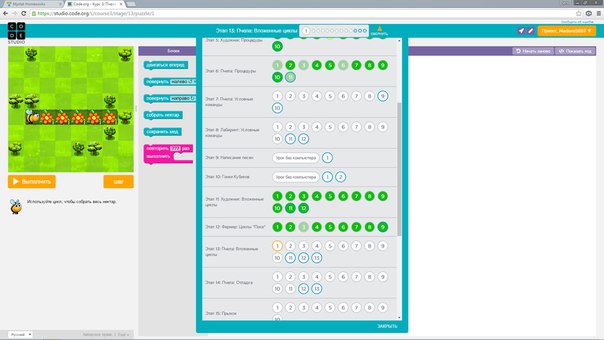 Code.org - Курс 3: Пчел
https://studio.code.org/s/course3/stage/13/puzzle/1
CODE
STUDIO
Этап 13: Пчела: Вложенные циклы
1
Начать заново
Показать код
Блоки
двигаться вперед
повернуть направо
собрать нектар
сохранить мед
повторить ??? раз
выполнить
Выполнить
шаг
Используйте цикл, чтобы собрать весь нектар.
Этап 5: Художник: Процедуры
10
Этап 6: Пчела: Процедуры
1 2 3 4 5 6 7 8 9
10 11
Этап 7: Пчела: Условные команды
1 2 3 4 5 6 7 8 9
10
Этап 8: Лабиринт: Условные команды
1 2 3 4 5 6 7 8 9
10 11 12
Этап 9: Написание песен
Урок без компьютера
1
Этап 10: Гонки Кубиков
Урок без компьютера
1 2
Этап 11: Художник: Вложенные циклы
1 2 3 4 5 6 7 8 9
10 11 12
Этап 12: Фермер: Циклы "Пока"
1 2 3 4 5 6 7 8 9
Этап 13: Пчела: Вложенные циклы
1 2 3 4 5 6 7 8 9
10 11 12 13
Этап 14: Пчела: Отладка
1 2 3 4 5 6 7 8 9
10 11 12 13
Этап 15: Прыжок
1 2 3 4 5 6 7 8 9
10
ЗАКРЫТЬ
Русский